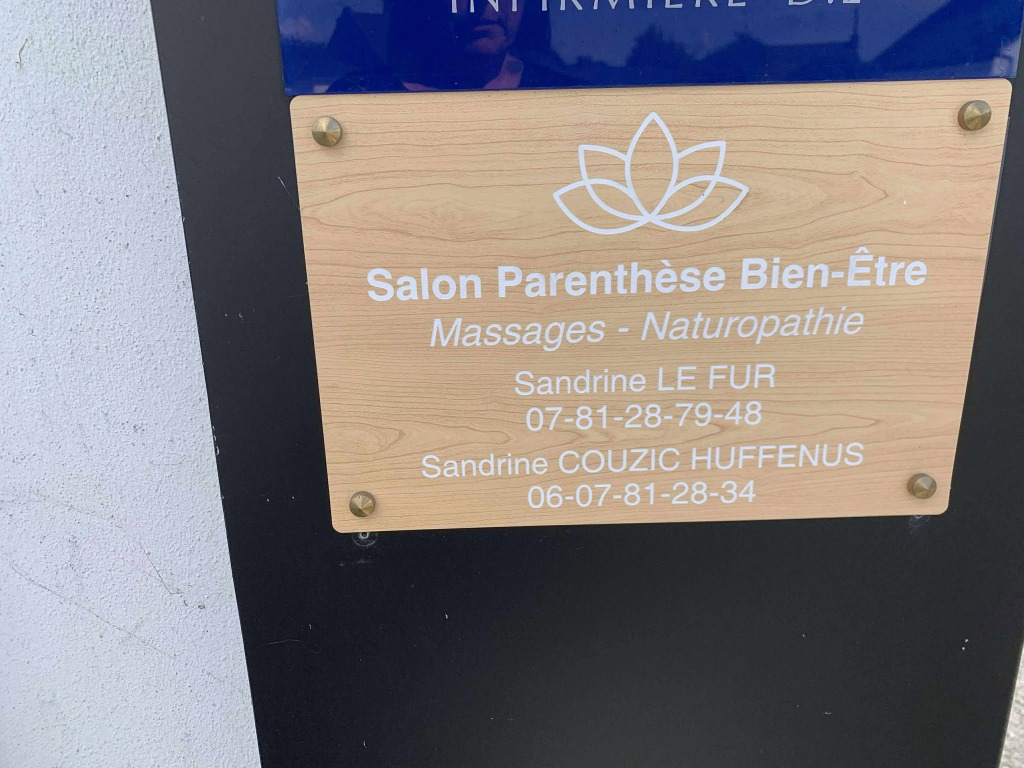 INFIRMIÈRE D.E
Salon Parenthèse Bien-Être
Massages - Naturopathie
Sandrine LE FUR
07-81-28-79-48
Sandrine COUZIC HUFFENUS
06-07-81-28-34